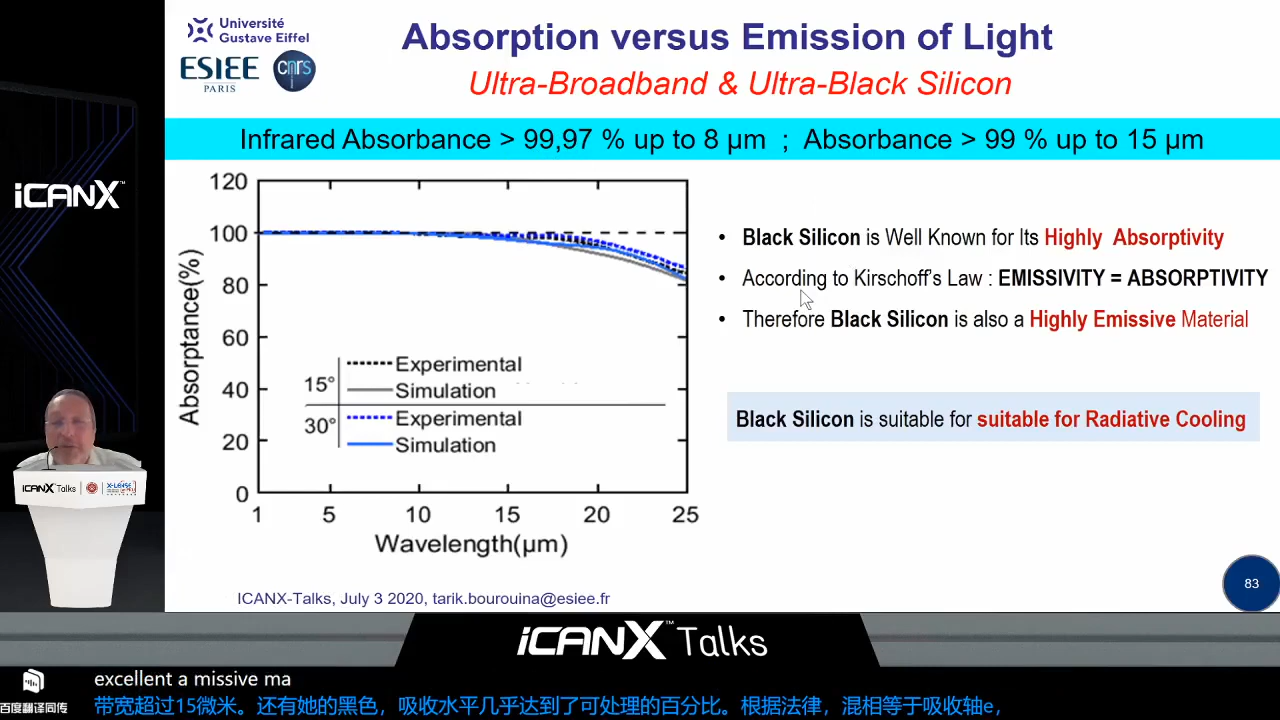 Université
Gustave Eiffel
ESIEE
PARIS
cnrs
Absorption versus Emission of Light
Ultra-Broadband & Ultra-Black Silicon
Infrared Absorbance > 99,97 % up to 8 µm ; Absorbance > 99 % up to 15 µm
iCANX™
120
100
80
60
40
20
0
Absorptance(%)
1 5 10 15 20 25
Wavelength(µm)
15°
Experimental
Simulation
30°
Experimental
Simulation
• Black Silicon is Well Known for Its Highly Absorptivity
• According to Kirschoff's Law : EMISSIVITY = ABSORPTIVITY
• Therefore Black Silicon is also a Highly Emissive Material
Black Silicon is suitable for suitable for Radiative Cooling
iCANX Talks
X-LENSE
83
ICANX-Talks, July 3 2020, tarik.bourouina@esiee.fr
iCANX™ Talks
excellent a missive ma
百度翻译同传
带宽超过15微米。还有她的黑色，吸收水平几乎达到了可处理的百分比。根据法律，混相等于吸收轴e，